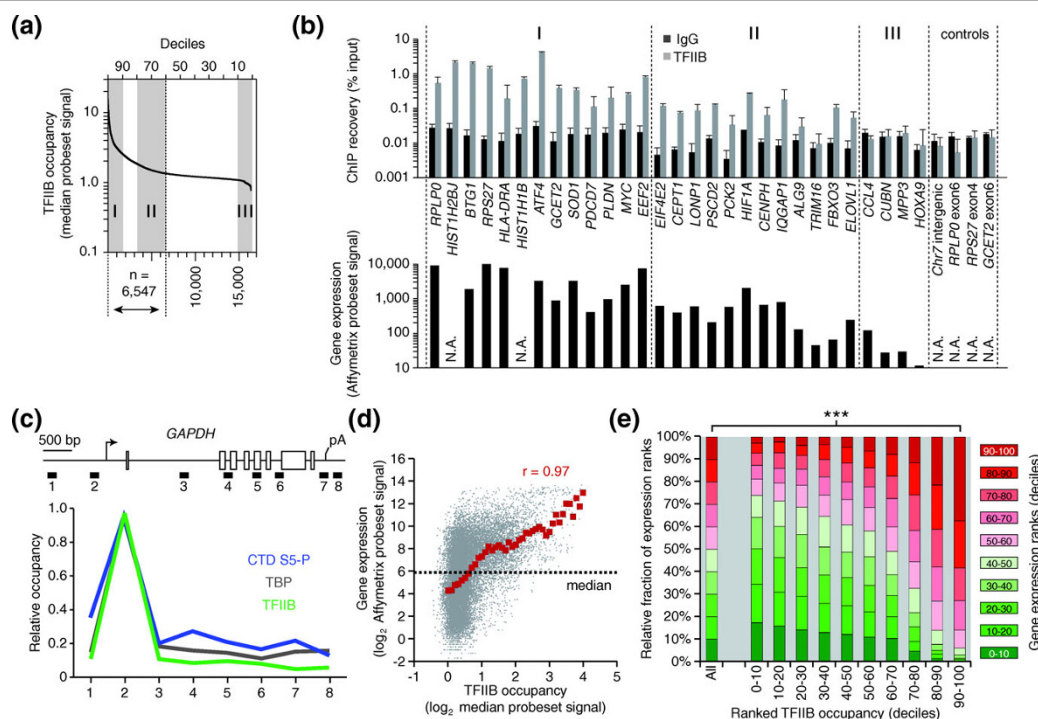 (a)
Deciles
90 70 50 30 10
TFIIB occupancy
(median probeset signal)
10
1.0
0.1
I II III
n =
6,547
10,000
15,000
(b)
I II III controls
IgG
TFIIB
ChIP recovery (% input)
10
1.0
0.1
0.01
0.001
RPLP0
HIST1H2BJ
BTG1
RPS27
HLA-DRA
HIST1H1B
ATF4
GCET2
SOD1
PDCD7
PLDN
MYC
EEF2
EIF4E2
CEPT1
LONP1
PSCD2
PCK2
HIF1A
CENPH
IQGAP1
ALG9
TRIM16
FBXO3
ELOVL1
CCL4
CUBN
MPP3
HOXA9
Chr7 intergenic
RPLP0 exon6
RPS27 exon4
GCET2 exon6
Gene expression
(Affymetrix probeset signal)
10,000
1,000
100
10
N.A.
N.A.
N.A.
N.A.
N.A.
N.A.
(c)
500 bp
GAPDH
pA
1 2 3 4 5 6 7 8
Relative occupancy
1.0
0.8
0.6
0.4
0.2
0
CTD S5-P
TBP
TFIIB
1 2 3 4 5 6 7 8
(d)
r = 0.97
Gene expression
(log2 Affymetrix probeset signal)
16
14
12
10
8
6
4
2
0
-2
median
-1 0 1 2 3 4 5
TFIIB occupancy
(log2 median probeset signal)
(e)
***
Relative fraction of expression ranks
100%
90%
80%
70%
60%
50%
40%
30%
20%
10%
0%
All
0-10
10-20
20-30
30-40
40-50
50-60
60-70
70-80
80-90
90-100
Ranked TFIIB occupancy (deciles)
90-100
80-90
70-80
60-70
50-60
40-50
30-40
20-30
10-20
0-10
Gene expression ranks (deciles)